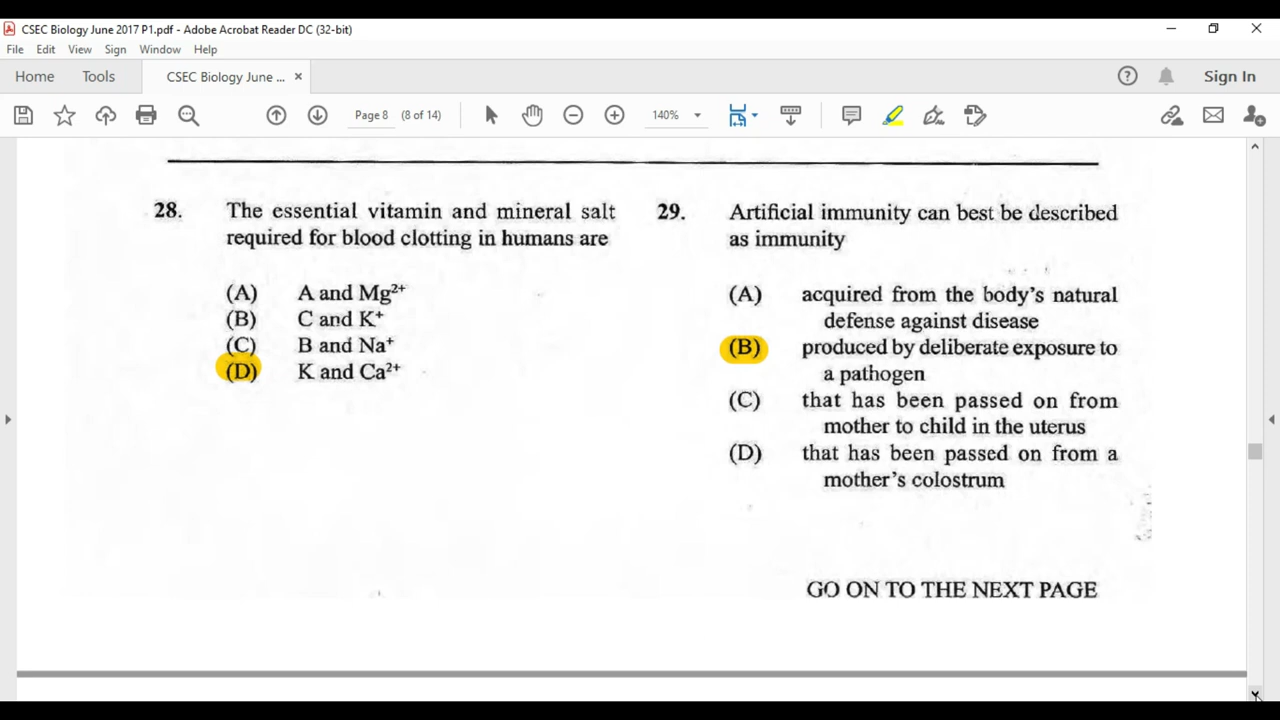 CSEC Biology June 2017 P1.pdf - Adobe Acrobat Reader DC (32-bit)
File Edit View Sign Window Help
Home Tools CSEC Biology June ... × Sign In
Page 8 (8 of 14) 140%
28. The essential vitamin and mineral salt
required for blood clotting in humans are
(A) A and Mg²⁺
(B) C and K⁺
(C) B and Na⁺
(D) K and Ca²⁺
29. Artificial immunity can best be described
as immunity
(A) acquired from the body's natural
defense against disease
(B) produced by deliberate exposure to
a pathogen
(C) that has been passed on from
mother to child in the uterus
(D) that has been passed on from a
mother's colostrum
GO ON TO THE NEXT PAGE